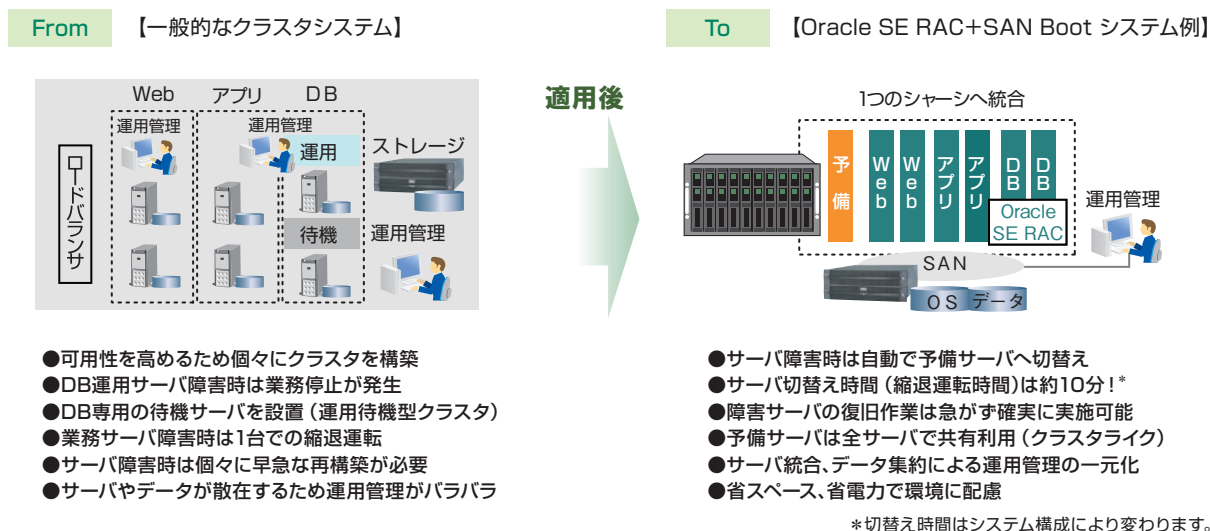 From 【一般的なクラスタシステム】
Web アプリ DB
運用管理 運用管理
ロードバランサ
運用 ストレージ
待機 運用管理
●可用性を高めるため個々にクラスタを構築
●DB運用サーバ障害時は業務停止が発生
●DB専用の待機サーバを設置（運用待機型クラスタ）
●業務サーバ障害時は1台での縮退運転
●サーバ障害時は個々に早急な再構築が必要
●サーバやデータが散在するため運用管理がバラバラ
適用後
To 【Oracle SE RAC+SAN Boot システム例】
1つのシャーシへ統合
予備 Web Web アプリ アプリ DB DB
Oracle
SE RAC
運用管理
SAN
OS データ
●サーバ障害時は自動で予備サーバへ切替え
●サーバ切替え時間（縮退運転時間）は約10分！*
●障害サーバの復旧作業は急がず確実に実施可能
●予備サーバは全サーバで共有利用（クラスタライク）
●サーバ統合、データ集約による運用管理の一元化
●省スペース、省電力で環境に配慮
*切替え時間はシステム構成により変わります。